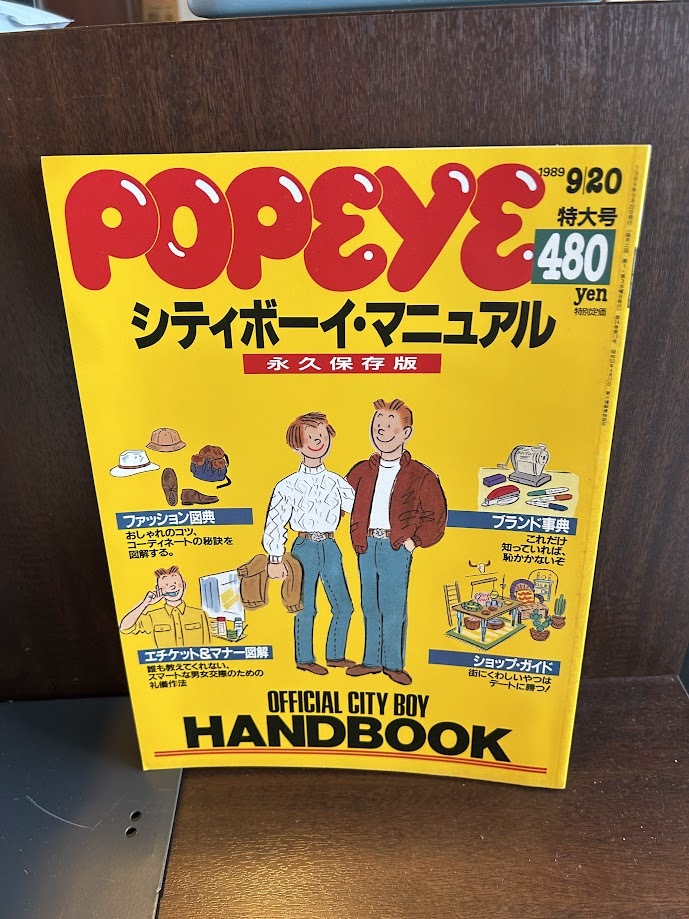 POPEYE
1989 9|20
特大号
480
yen
特別定価
シティボーイ・マニュアル
永久保存版
ファッション図典
おしゃれのコツ、
コーディネートの秘訣を
図解する。
ブランド事典
これだけ
知っていれば、
恥かかないぞ
エチケット&マナー図解
誰も教えてくれない、
スマートな男女交際のための
礼儀作法
ショップ・ガイド
街にくわしいやつは
デートに勝つ!
OFFICIAL CITY BOY
HANDBOOK